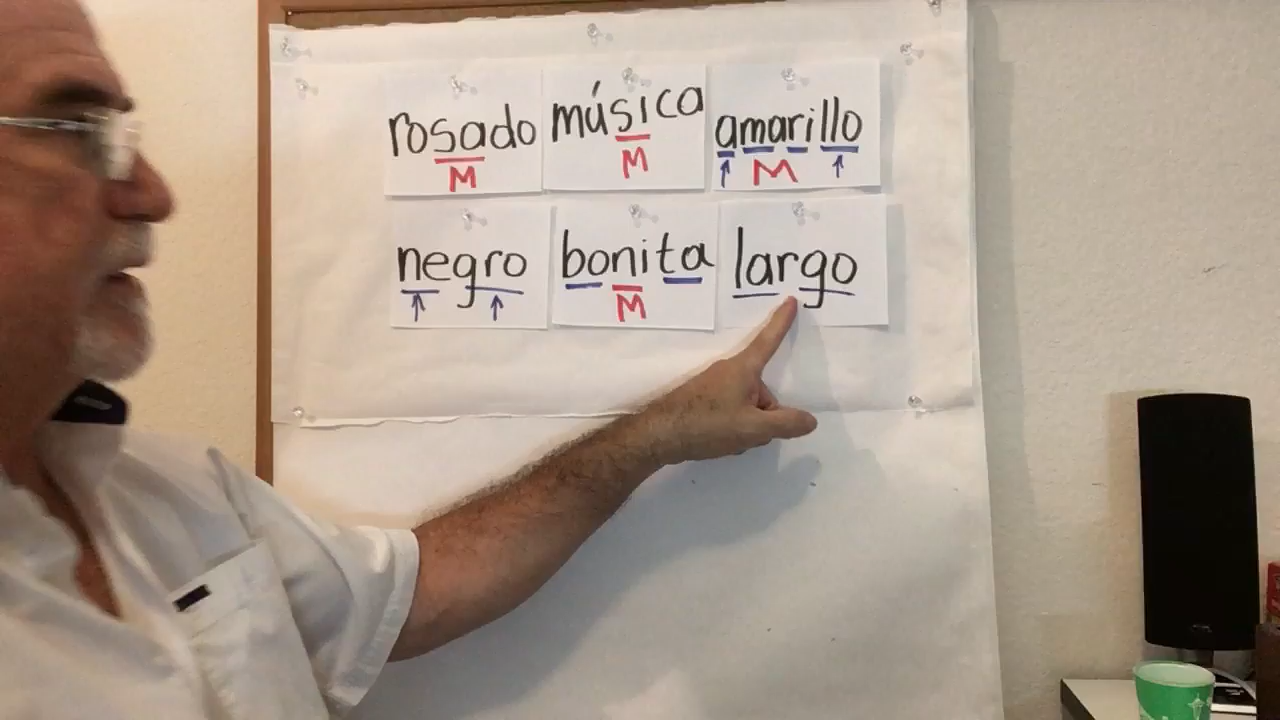 rosado música amarillo
M M ↑ M ↑
negro bonita largo
↑ ↑ M